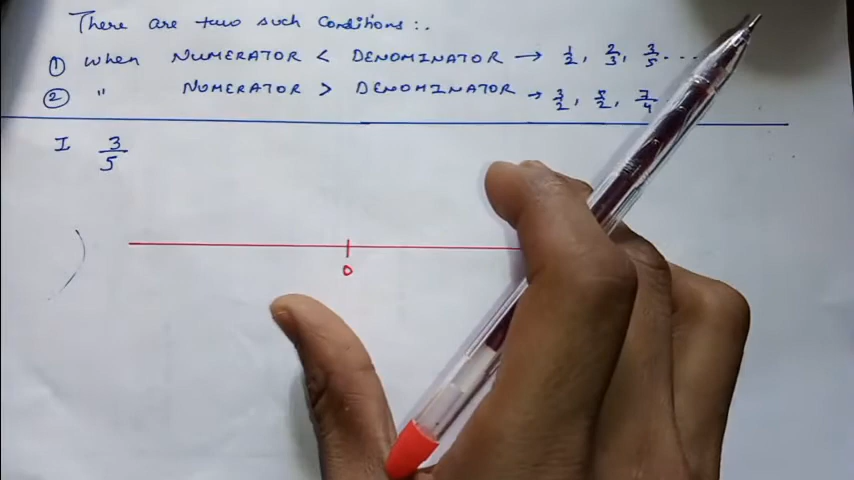 There are two such Conditions:.
① When NUMERATOR < DENOMINATOR → 1/2, 2/3, 3/5 ....
② " NUMERATOR > DENOMINATOR → 3/2, 5/2, 7/4
I 3/5
0